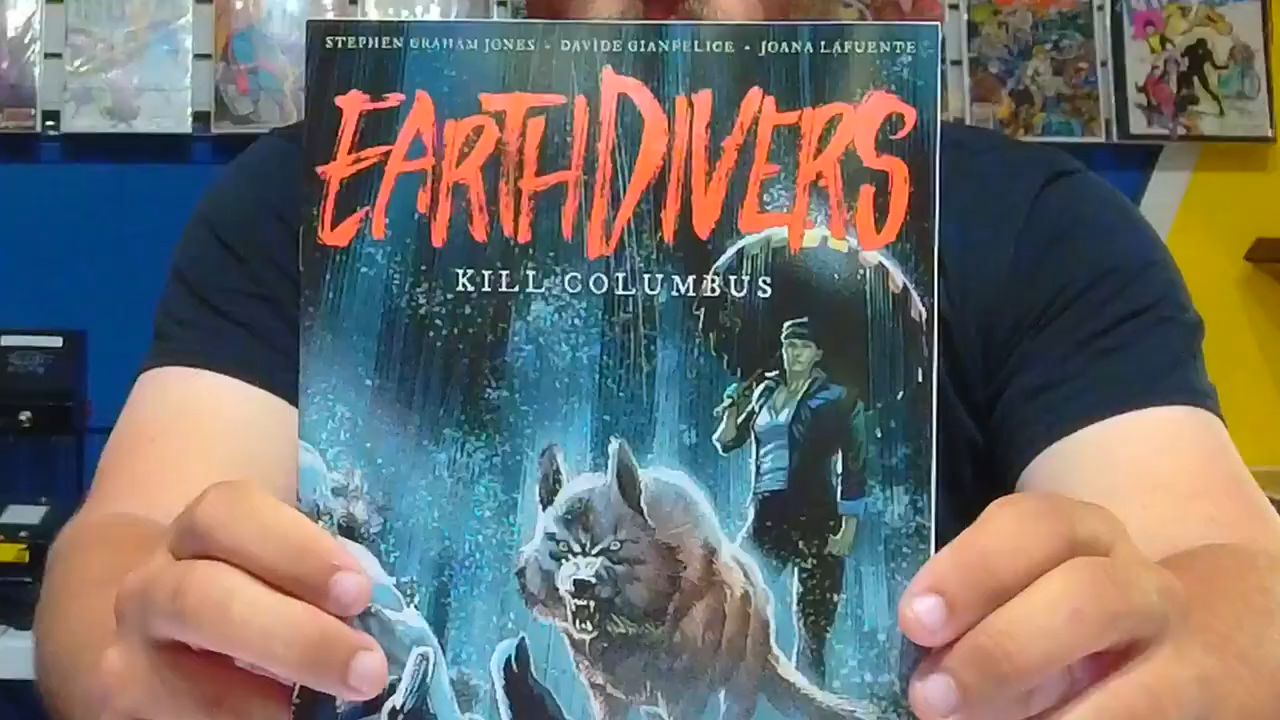 STEPHEN GRAHAM JONES - DAVIDE GIANFELICE - JOANA LAFUENTE
EARTHDIVERS
KILL COLUMBUS